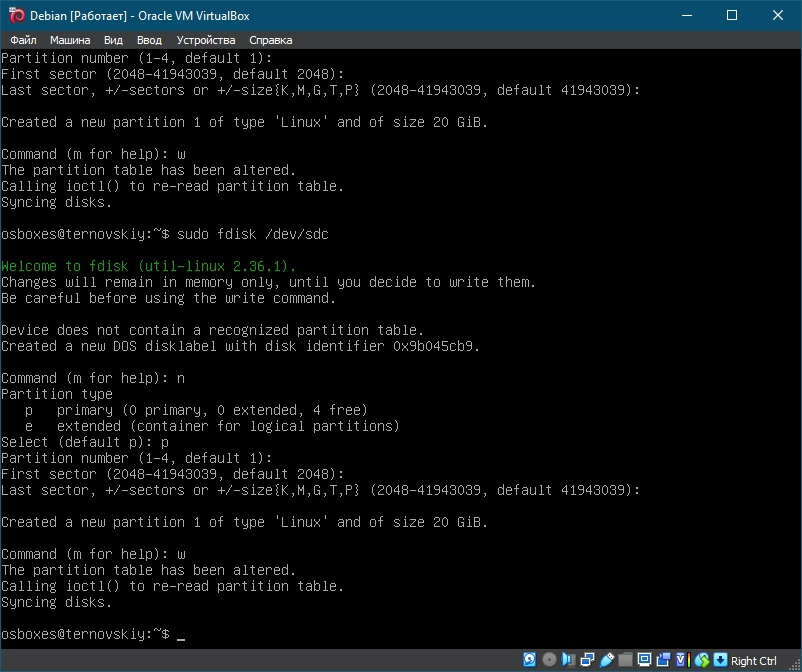 Debian [Работает] - Oracle VM VirtualBox
Файл Машина Вид Ввод Устройства Справка
Partition number (1-4, default 1):
First sector (2048-41943039, default 2048):
Last sector, +/-sectors or +/-size{K,M,G,T,P} (2048-41943039, default 41943039):
Created a new partition 1 of type 'Linux' and of size 20 GiB.
Command (m for help): w
The partition table has been altered.
Calling ioctl() to re-read partition table.
Syncing disks.
osboxes@ternovskiy:~$ sudo fdisk /dev/sdc
Welcome to fdisk (util-linux 2.36.1).
Changes will remain in memory only, until you decide to write them.
Be careful before using the write command.
Device does not contain a recognized partition table.
Created a new DOS disklabel with disk identifier 0x9b045cb9.
Command (m for help): n
Partition type
p primary (0 primary, 0 extended, 4 free)
e extended (container for logical partitions)
Select (default p): p
Partition number (1-4, default 1):
First sector (2048-41943039, default 2048):
Last sector, +/-sectors or +/-size{K,M,G,T,P} (2048-41943039, default 41943039):
Created a new partition 1 of type 'Linux' and of size 20 GiB.
Command (m for help): w
The partition table has been altered.
Calling ioctl() to re-read partition table.
Syncing disks.
osboxes@ternovskiy:~$ _
Right Ctrl